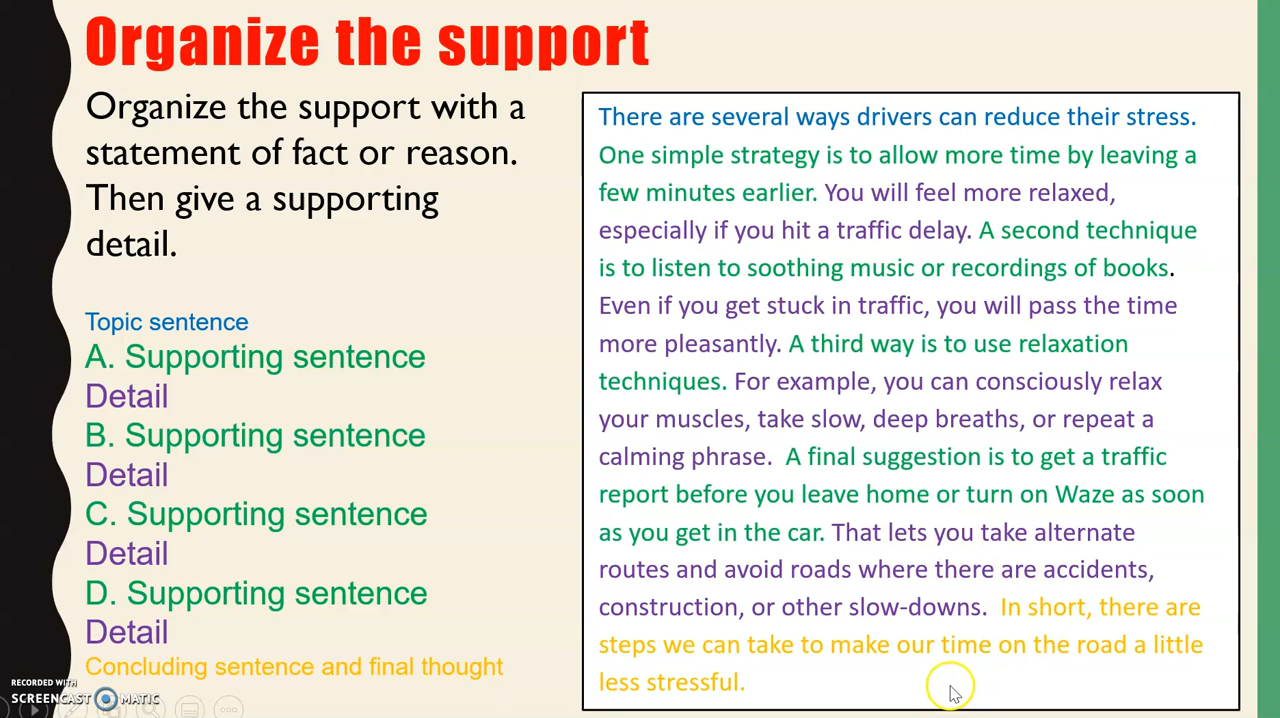 Organize the support
Organize the support with a
statement of fact or reason.
Then give a supporting
detail.
Topic sentence
A. Supporting sentence
Detail
B. Supporting sentence
Detail
C. Supporting sentence
Detail
D. Supporting sentence
Detail
Concluding sentence and final thought
There are several ways drivers can reduce their stress.
One simple strategy is to allow more time by leaving a
few minutes earlier. You will feel more relaxed,
especially if you hit a traffic delay. A second technique
is to listen to soothing music or recordings of books.
Even if you get stuck in traffic, you will pass the time
more pleasantly. A third way is to use relaxation
techniques. For example, you can consciously relax
your muscles, take slow, deep breaths, or repeat a
calming phrase. A final suggestion is to get a traffic
report before you leave home or turn on Waze as soon
as you get in the car. That lets you take alternate
routes and avoid roads where there are accidents,
construction, or other slow-downs. In short, there are
steps we can take to make our time on the road a little
less stressful.
RECORDED WITH
SCREENCAST MATIC